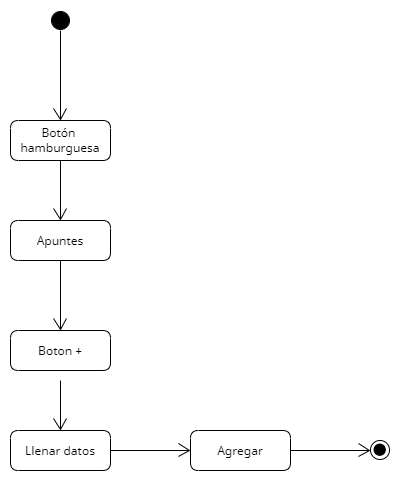 Botón
hamburguesa
Apuntes
Boton +
Llenar datos
Agregar